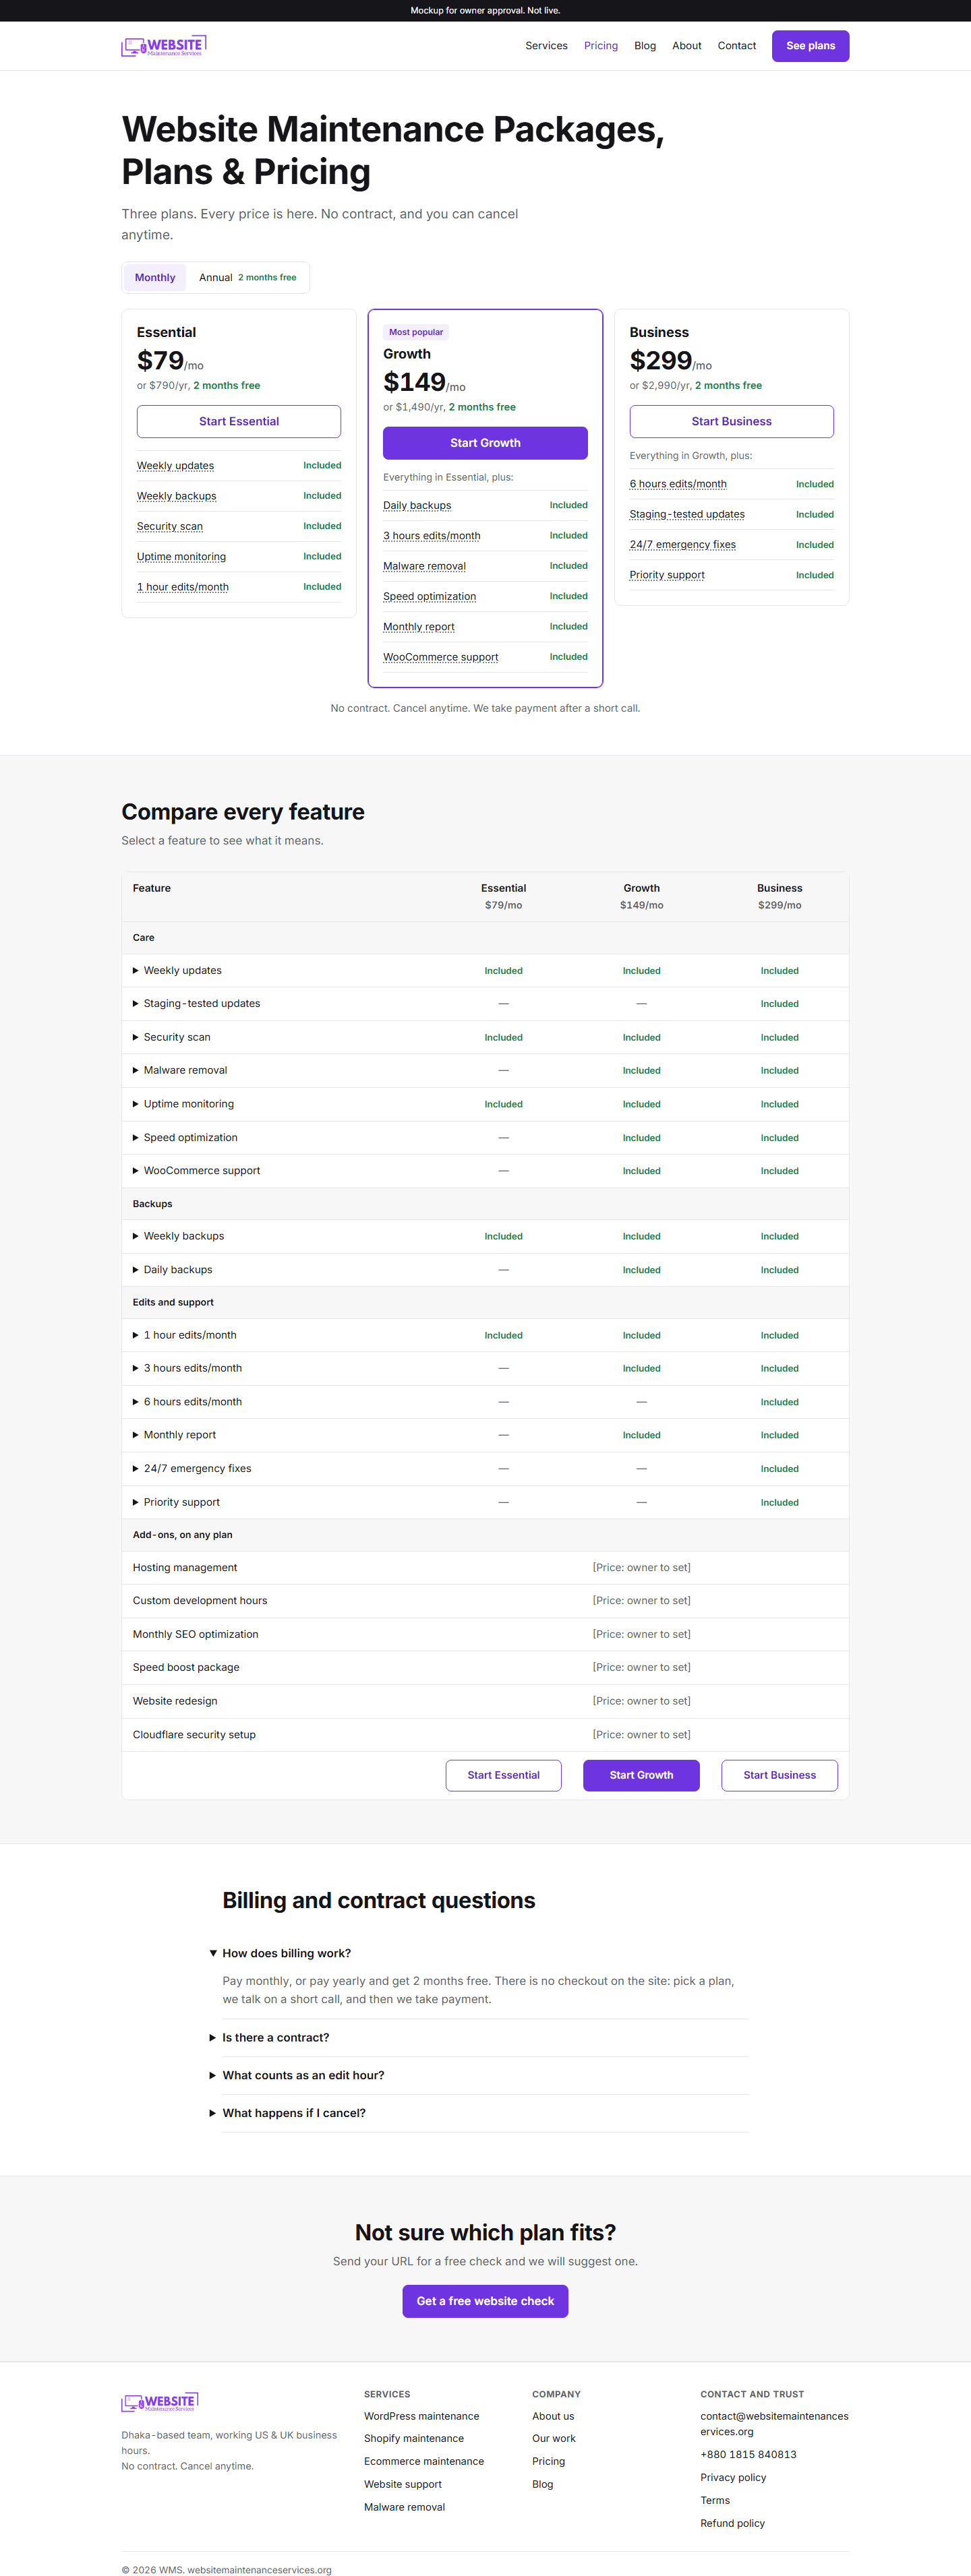 Mockup for owner approval. Not live.
WEBSITE
Maintenance Services
Services Pricing Blog About Contact See plans
Website Maintenance Packages,
Plans & Pricing
Three plans. Every price is here. No contract, and you can cancel
anytime.
Monthly Annual 2 months free
Essential
$79/mo
or $790/yr, 2 months free
Start Essential
Weekly updates Included
Weekly backups Included
Security scan Included
Uptime monitoring Included
1 hour edits/month Included
Most popular
Growth
$149/mo
or $1,490/yr, 2 months free
Start Growth
Everything in Essential, plus:
Daily backups Included
3 hours edits/month Included
Malware removal Included
Speed optimization Included
Monthly report Included
WooCommerce support Included
Business
$299/mo
or $2,990/yr, 2 months free
Start Business
Everything in Growth, plus:
6 hours edits/month Included
Staging-tested updates Included
24/7 emergency fixes Included
Priority support Included
No contract. Cancel anytime. We take payment after a short call.
Compare every feature
Select a feature to see what it means.
Feature Essential Growth Business
$79/mo $149/mo $299/mo
Care
Weekly updates Included Included Included
Staging-tested updates — — Included
Security scan Included Included Included
Malware removal — Included Included
Uptime monitoring Included Included Included
Speed optimization — Included Included
WooCommerce support — Included Included
Backups
Weekly backups Included Included Included
Daily backups — Included Included
Edits and support
1 hour edits/month Included Included Included
3 hours edits/month — Included Included
6 hours edits/month — — Included
Monthly report — Included Included
24/7 emergency fixes — — Included
Priority support — — Included
Add-ons, on any plan
Hosting management [Price: owner to set]
Custom development hours [Price: owner to set]
Monthly SEO optimization [Price: owner to set]
Speed boost package [Price: owner to set]
Website redesign [Price: owner to set]
Cloudflare security setup [Price: owner to set]
Start Essential Start Growth Start Business
Billing and contract questions
How does billing work?
Pay monthly, or pay yearly and get 2 months free. There is no checkout on the site: pick a plan,
we talk on a short call, and then we take payment.
Is there a contract?
What counts as an edit hour?
What happens if I cancel?
Not sure which plan fits?
Send your URL for a free check and we will suggest one.
Get a free website check
WEBSITE
Maintenance Services
Dhaka-based team, working US & UK business
hours.
No contract. Cancel anytime.
SERVICES
WordPress maintenance
Shopify maintenance
Ecommerce maintenance
Website support
Malware removal
COMPANY
About us
Our work
Pricing
Blog
CONTACT AND TRUST
contact@websitemaintenances
ervices.org
+880 1815 840813
Privacy policy
Terms
Refund policy
© 2026 WMS. websitemaintenanceservices.org